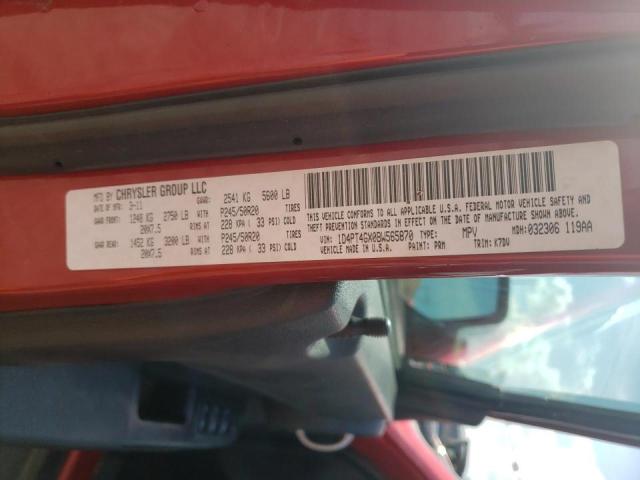 MFD BY CHRYSLER GROUP LLC
DATE OF MFR 3-11 GVWR: 2541 KG 5600 LB
GAWR FRONT: 1248 KG 2750 LB WITH P245/50R20 TIRES
20X7.5 RIMS AT 228 KPA ( 33 PSI) COLD
GAWR REAR: 1452 KG 3200 LB WITH P245/50R20 TIRES
20X7.5 RIMS AT 228 KPA ( 33 PSI) COLD
THIS VEHICLE CONFORMS TO ALL APPLICABLE U.S.A. FEDERAL MOTOR VEHICLE SAFETY,
THEFT PREVENTION STANDARDS IN EFFECT ON THE DATE OF MANUFACTURE SHOWN ABOVE.
VIN: 1D4PT4GX0BW565870 MPV MDH: 032306 119AA
VEHICLE MADE IN U.S.A. PAINT: PRM TRIM: K7DV